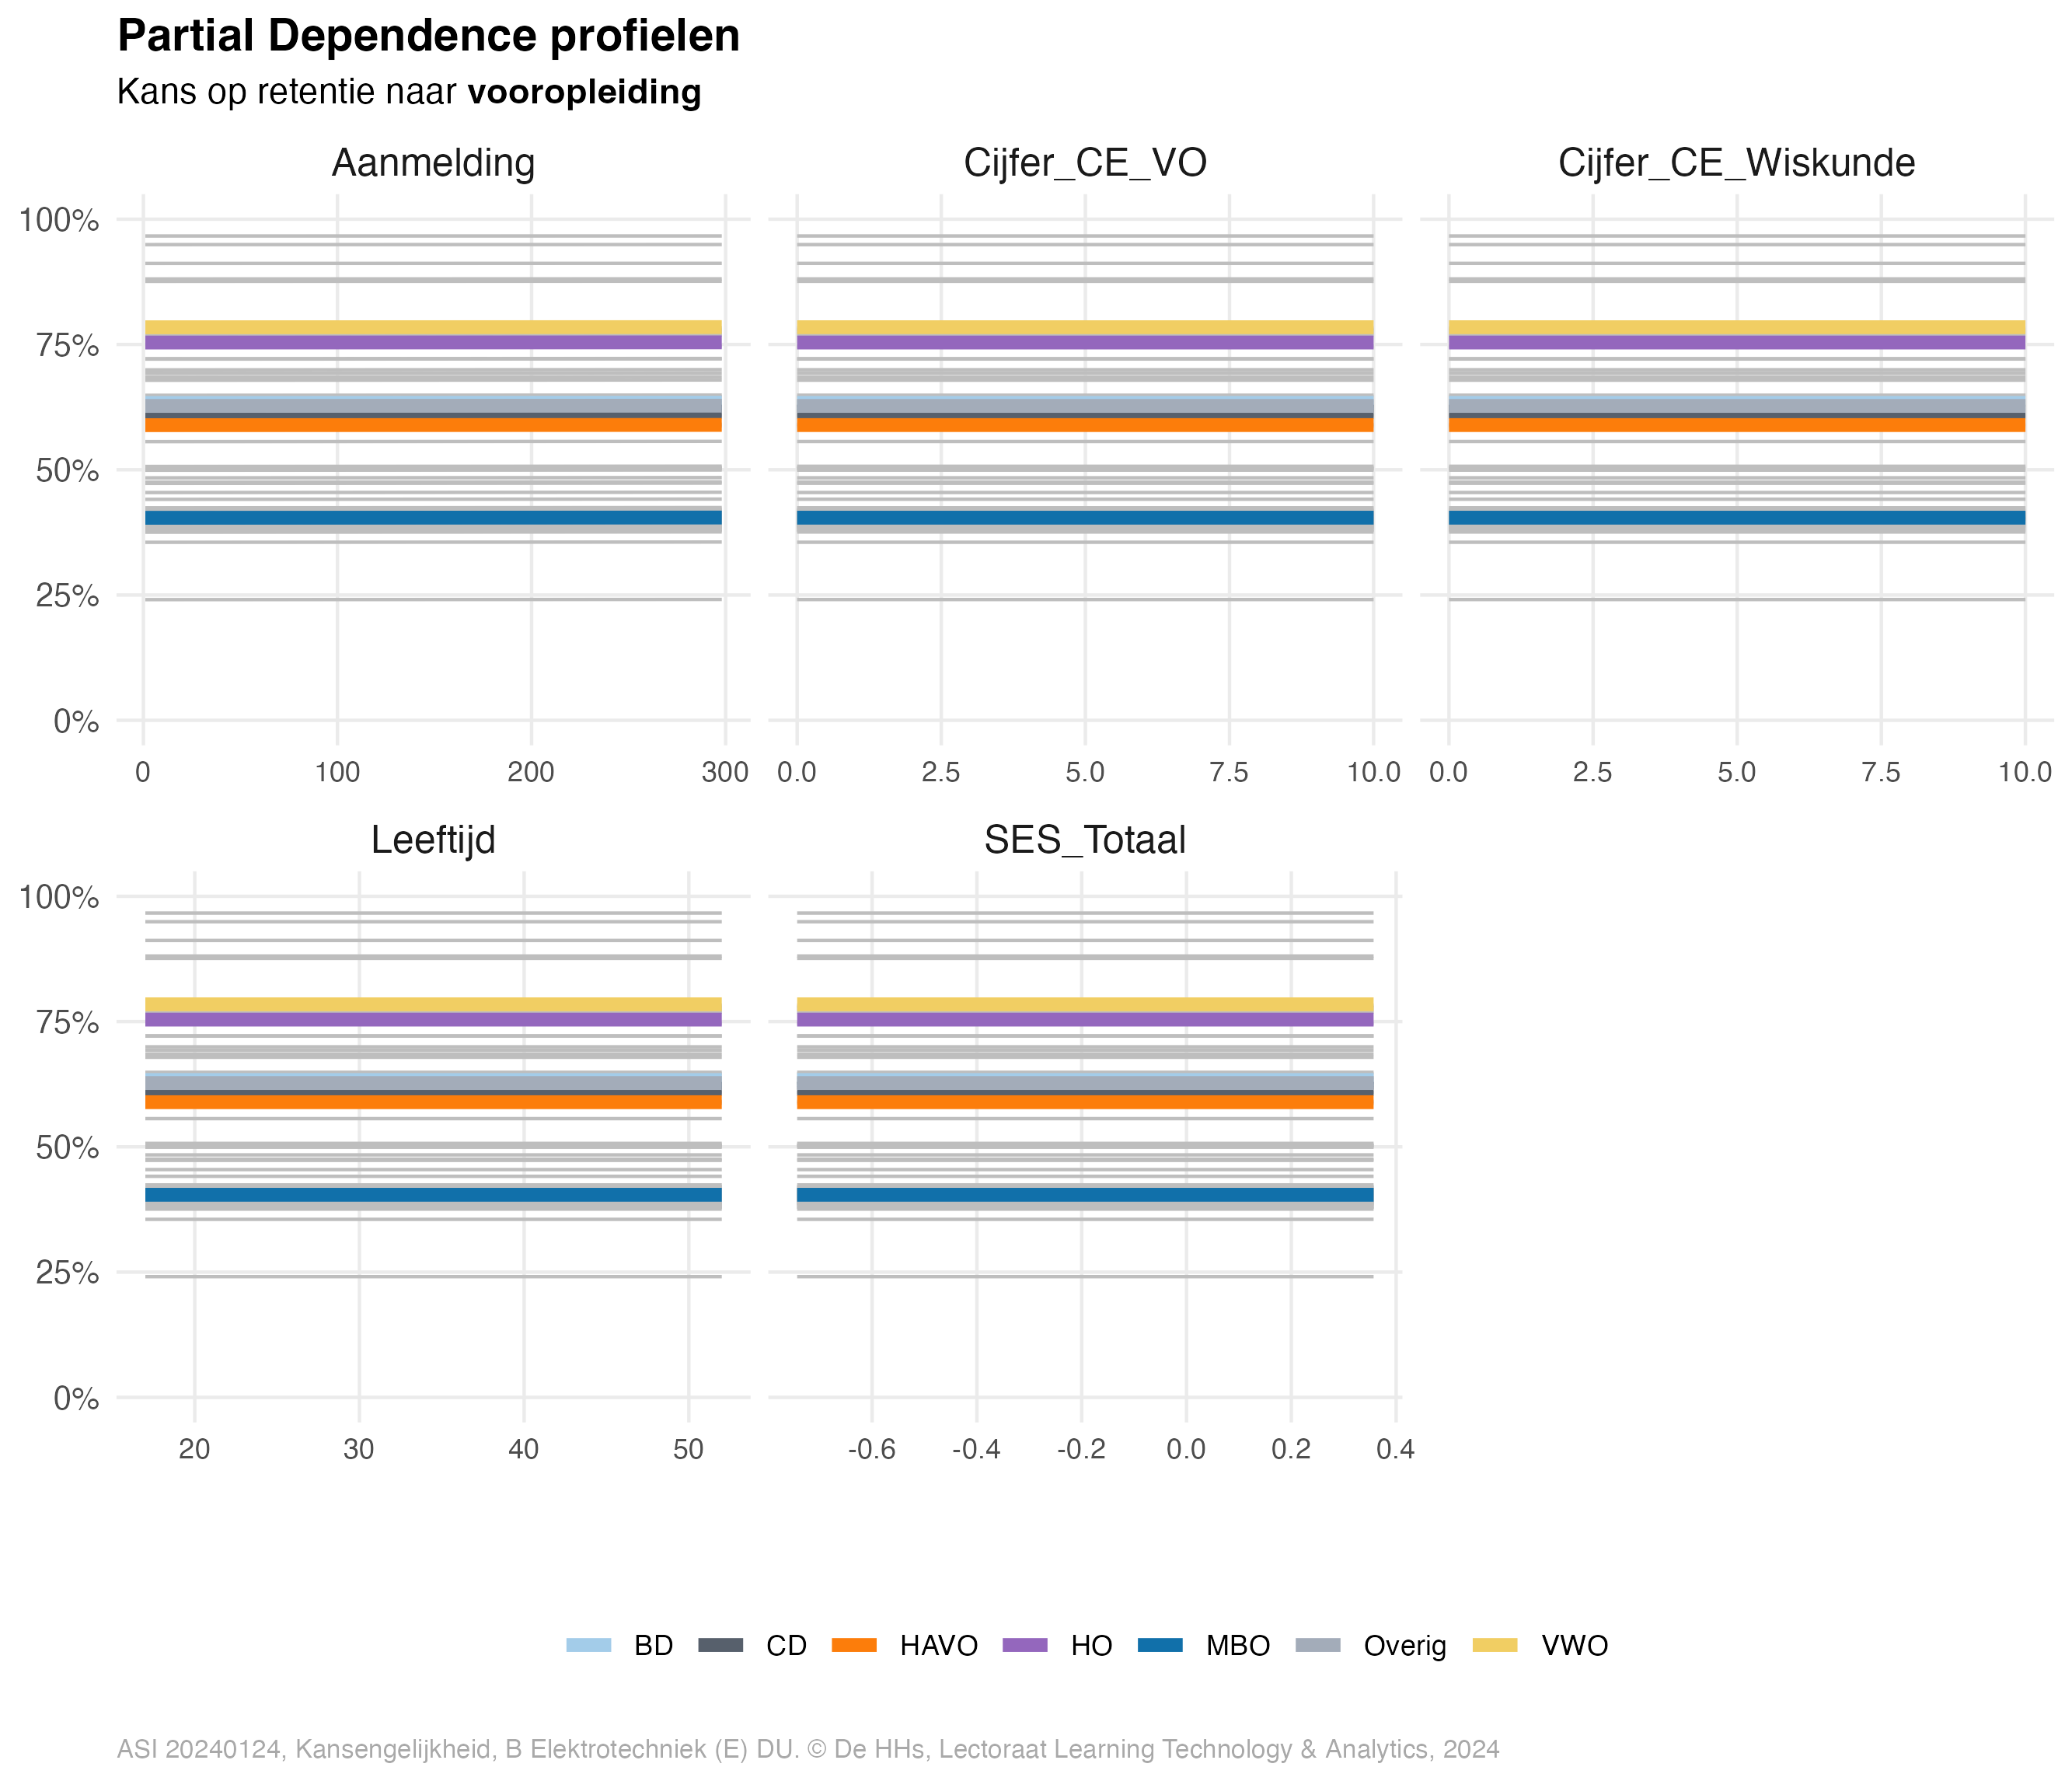 Partial Dependence profielen
Kans op retentie naar vooropleiding
Aanmelding Cijfer_CE_VO Cijfer_CE_Wiskunde
100%
75%
50%
25%
0%
0 100 200 300 0.0 2.5 5.0 7.5 10.0 0.0 2.5 5.0 7.5 10.0
Leeftijd SES_Totaal
100%
75%
50%
25%
0%
20 30 40 50 -0.6 -0.4 -0.2 0.0 0.2 0.4
BD CD HAVO HO MBO Overig VWO
ASI 20240124, Kansengelijkheid, B Elektrotechniek (E) DU. © De HHs, Lectoraat Learning Technology & Analytics, 2024